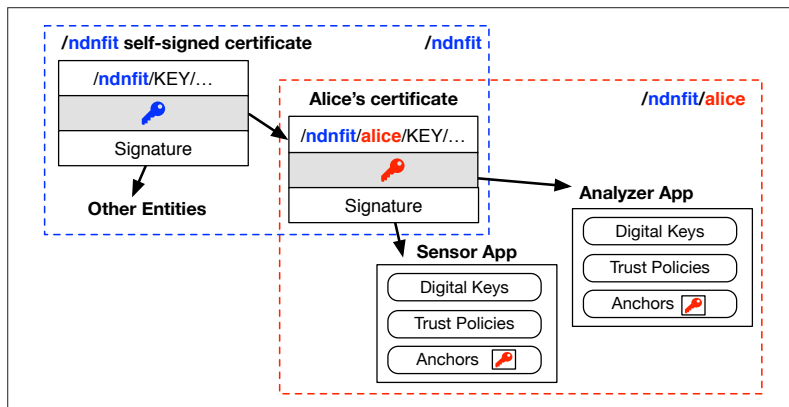 /ndnfit self-signed certificate
/ndnfit
/ndnfit/KEY/…
Signature
Other Entities
/ndnfit/alice
Alice’s certificate
/ndnfit/alice/KEY/…
Signature
Analyzer App
Digital Keys
Trust Policies
Anchors
Sensor App
Digital Keys
Trust Policies
Anchors